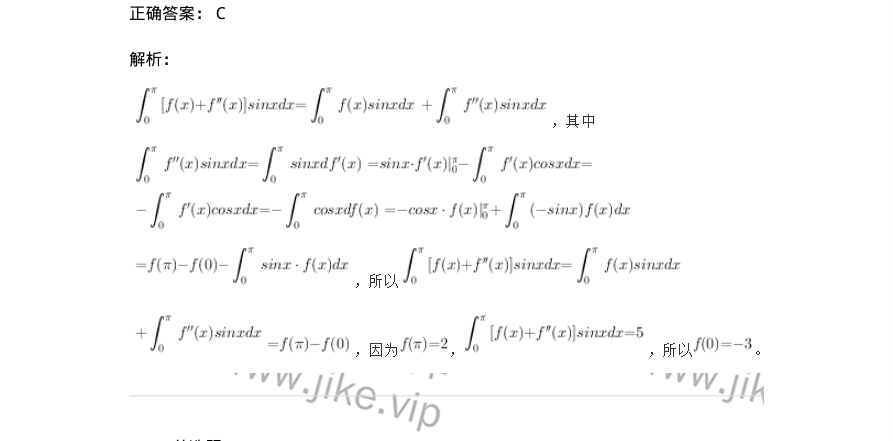 正确答案： C
解析：
∫₀^π [f(x)+f″(x)]sinxdx=∫₀^π f(x)sinxdx +∫₀^π f″(x)sinxdx ，其中
∫₀^π f″(x)sinxdx=∫₀^π sinxdf′(x) =sinx·f′(x)|₀^π−∫₀^π f′(x)cosxdx=
−∫₀^π f′(x)cosxdx=−∫₀^π cosxdf(x) =−cosx·f(x)|₀^π+∫₀^π (−sinx)f(x)dx
=f(π)−f(0)−∫₀^π sinx·f(x)dx ，所以∫₀^π [f(x)+f″(x)]sinxdx=∫₀^π f(x)sinxdx
+∫₀^π f″(x)sinxdx =f(π)−f(0)，因为f(π)=2，∫₀^π [f(x)+f″(x)]sinxdx=5 ，所以f(0)=−3。
www.jike.vip